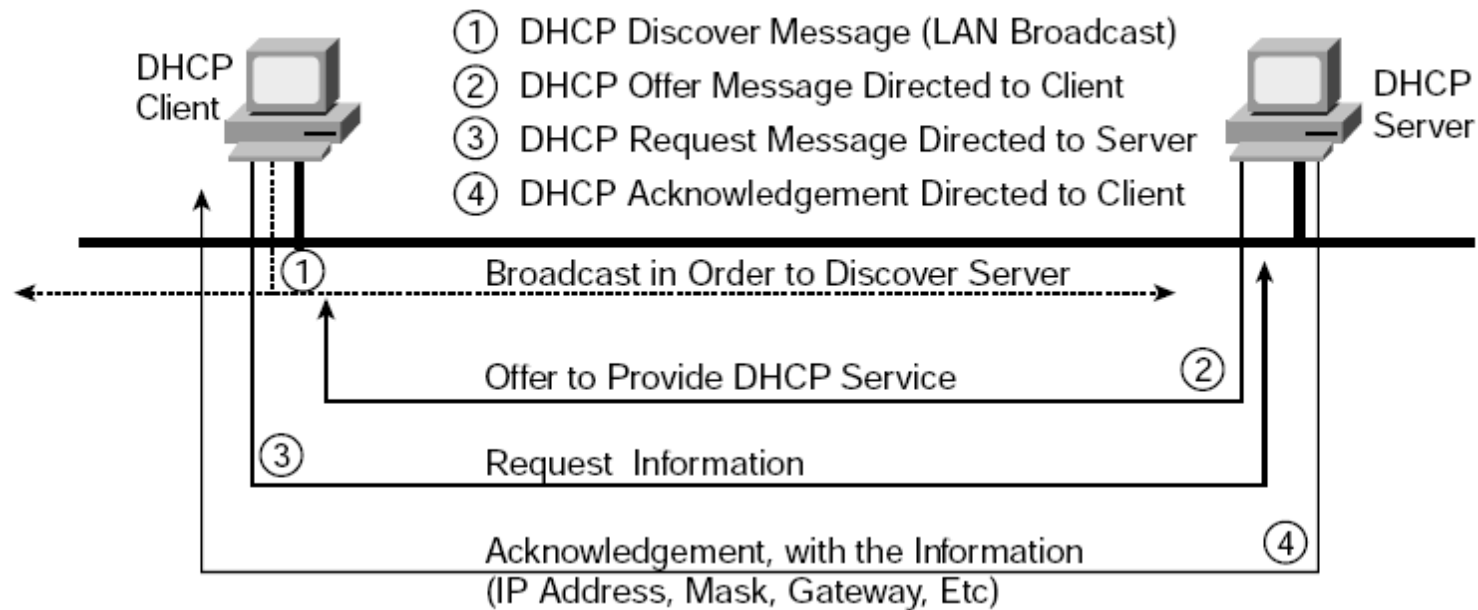 ① DHCP Discover Message (LAN Broadcast)
DHCP
Client
② DHCP Offer Message Directed to Client
DHCP
Server
③ DHCP Request Message Directed to Server
④ DHCP Acknowledgement Directed to Client
① Broadcast in Order to Discover Server
Offer to Provide DHCP Service ②
③ Request Information
Acknowledgement, with the Information ④
(IP Address, Mask, Gateway, Etc)